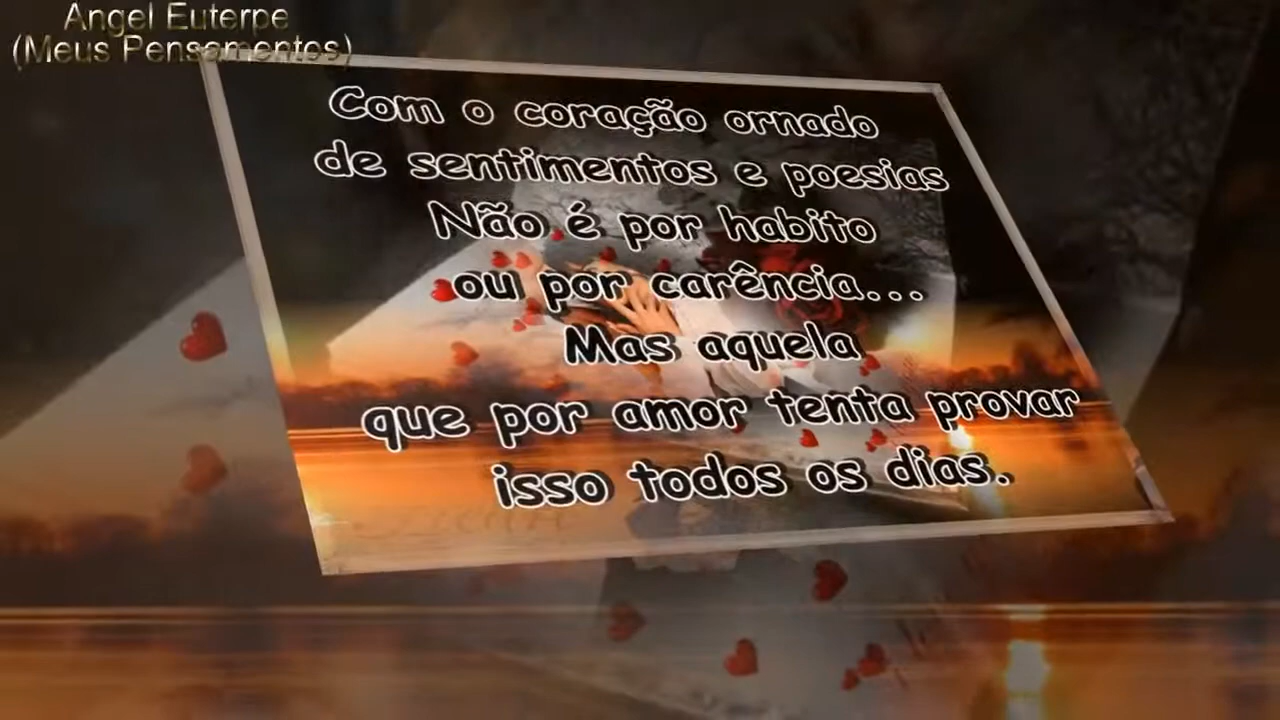 Angel Euterpe
(Meus Pensamentos)
Com o coração ornado
de sentimentos e poesias
Não é por habito
ou por carência...
Mas aquela
que por amor tenta provar
isso todos os dias.